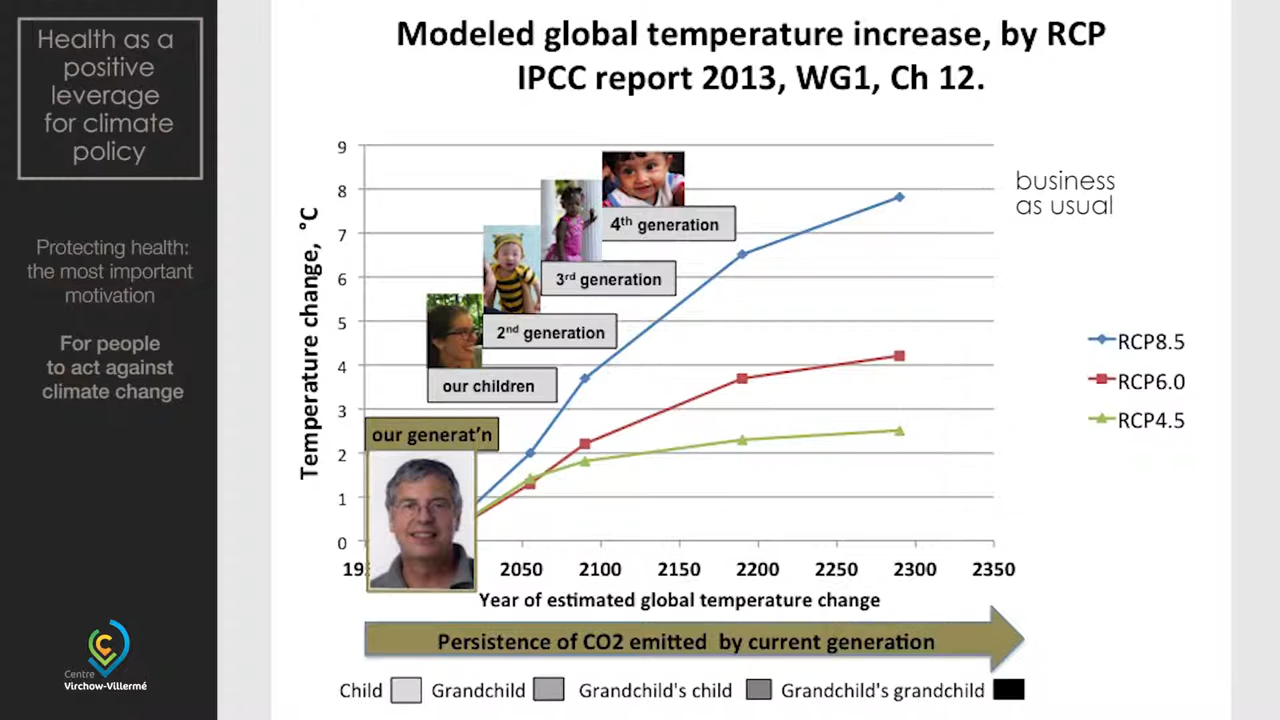 Health as a
positive
leverage
for climate
policy
Protecting health:
the most important
motivation
For people
to act against
climate change
Centre
Virchow-Villermé
Modeled global temperature increase, by RCP
IPCC report 2013, WG1, Ch 12.
Temperature change, °C
9
8
7
6
5
4
3
2
1
0
4th generation
3rd generation
2nd generation
our children
our generat'n
business
as usual
RCP8.5
RCP6.0
RCP4.5
2050 2100 2150 2200 2250 2300 2350
Year of estimated global temperature change
Persistence of CO2 emitted by current generation
Child Grandchild Grandchild's child Grandchild's grandchild